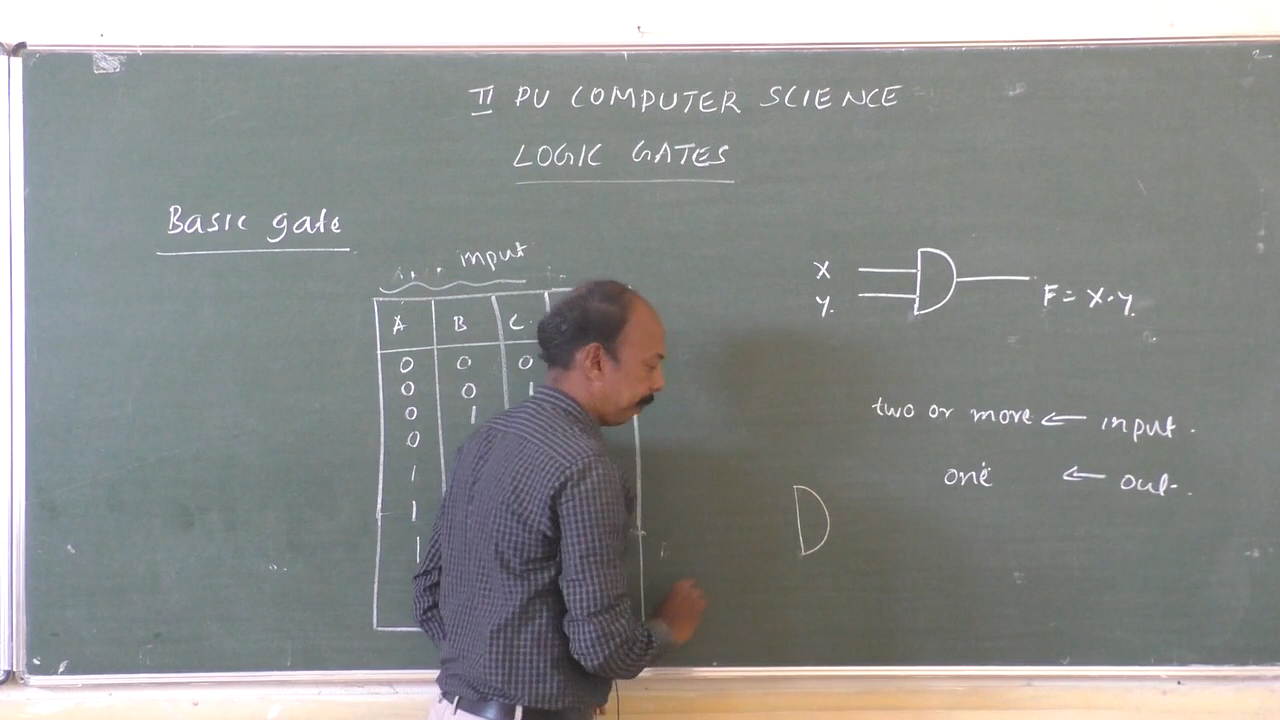 II PU COMPUTER SCIENCE
LOGIC GATES
Basic gate
input
A B C
0 0 0
0 0 1
0 1
0
1
1
1
X
Y.
F = X.Y.
two or more ← input.
one ← out.